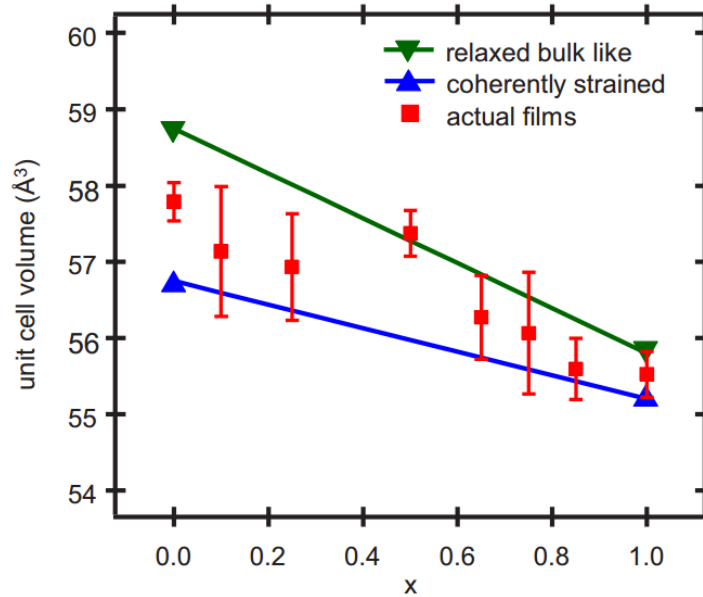 60
59
58
57
56
55
54
unit cell volume (Å³)
relaxed bulk like
coherently strained
actual films
0.0 0.2 0.4 0.6 0.8 1.0
x